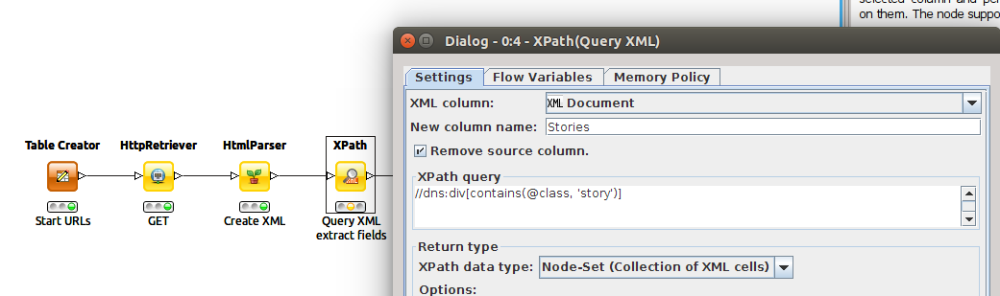 selected column and per
on them. The node suppo
Dialog - 0:4 - XPath(Query XML)
Settings Flow Variables Memory Policy
XML column: XML Document
New column name: Stories
Remove source column.
XPath query
//dns:div[contains(@class, 'story')]
Return type
XPath data type: Node-Set (Collection of XML cells)
Options:
Table Creator HttpRetriever HtmlParser XPath
Start URLs GET Create XML Query XML
extract fields